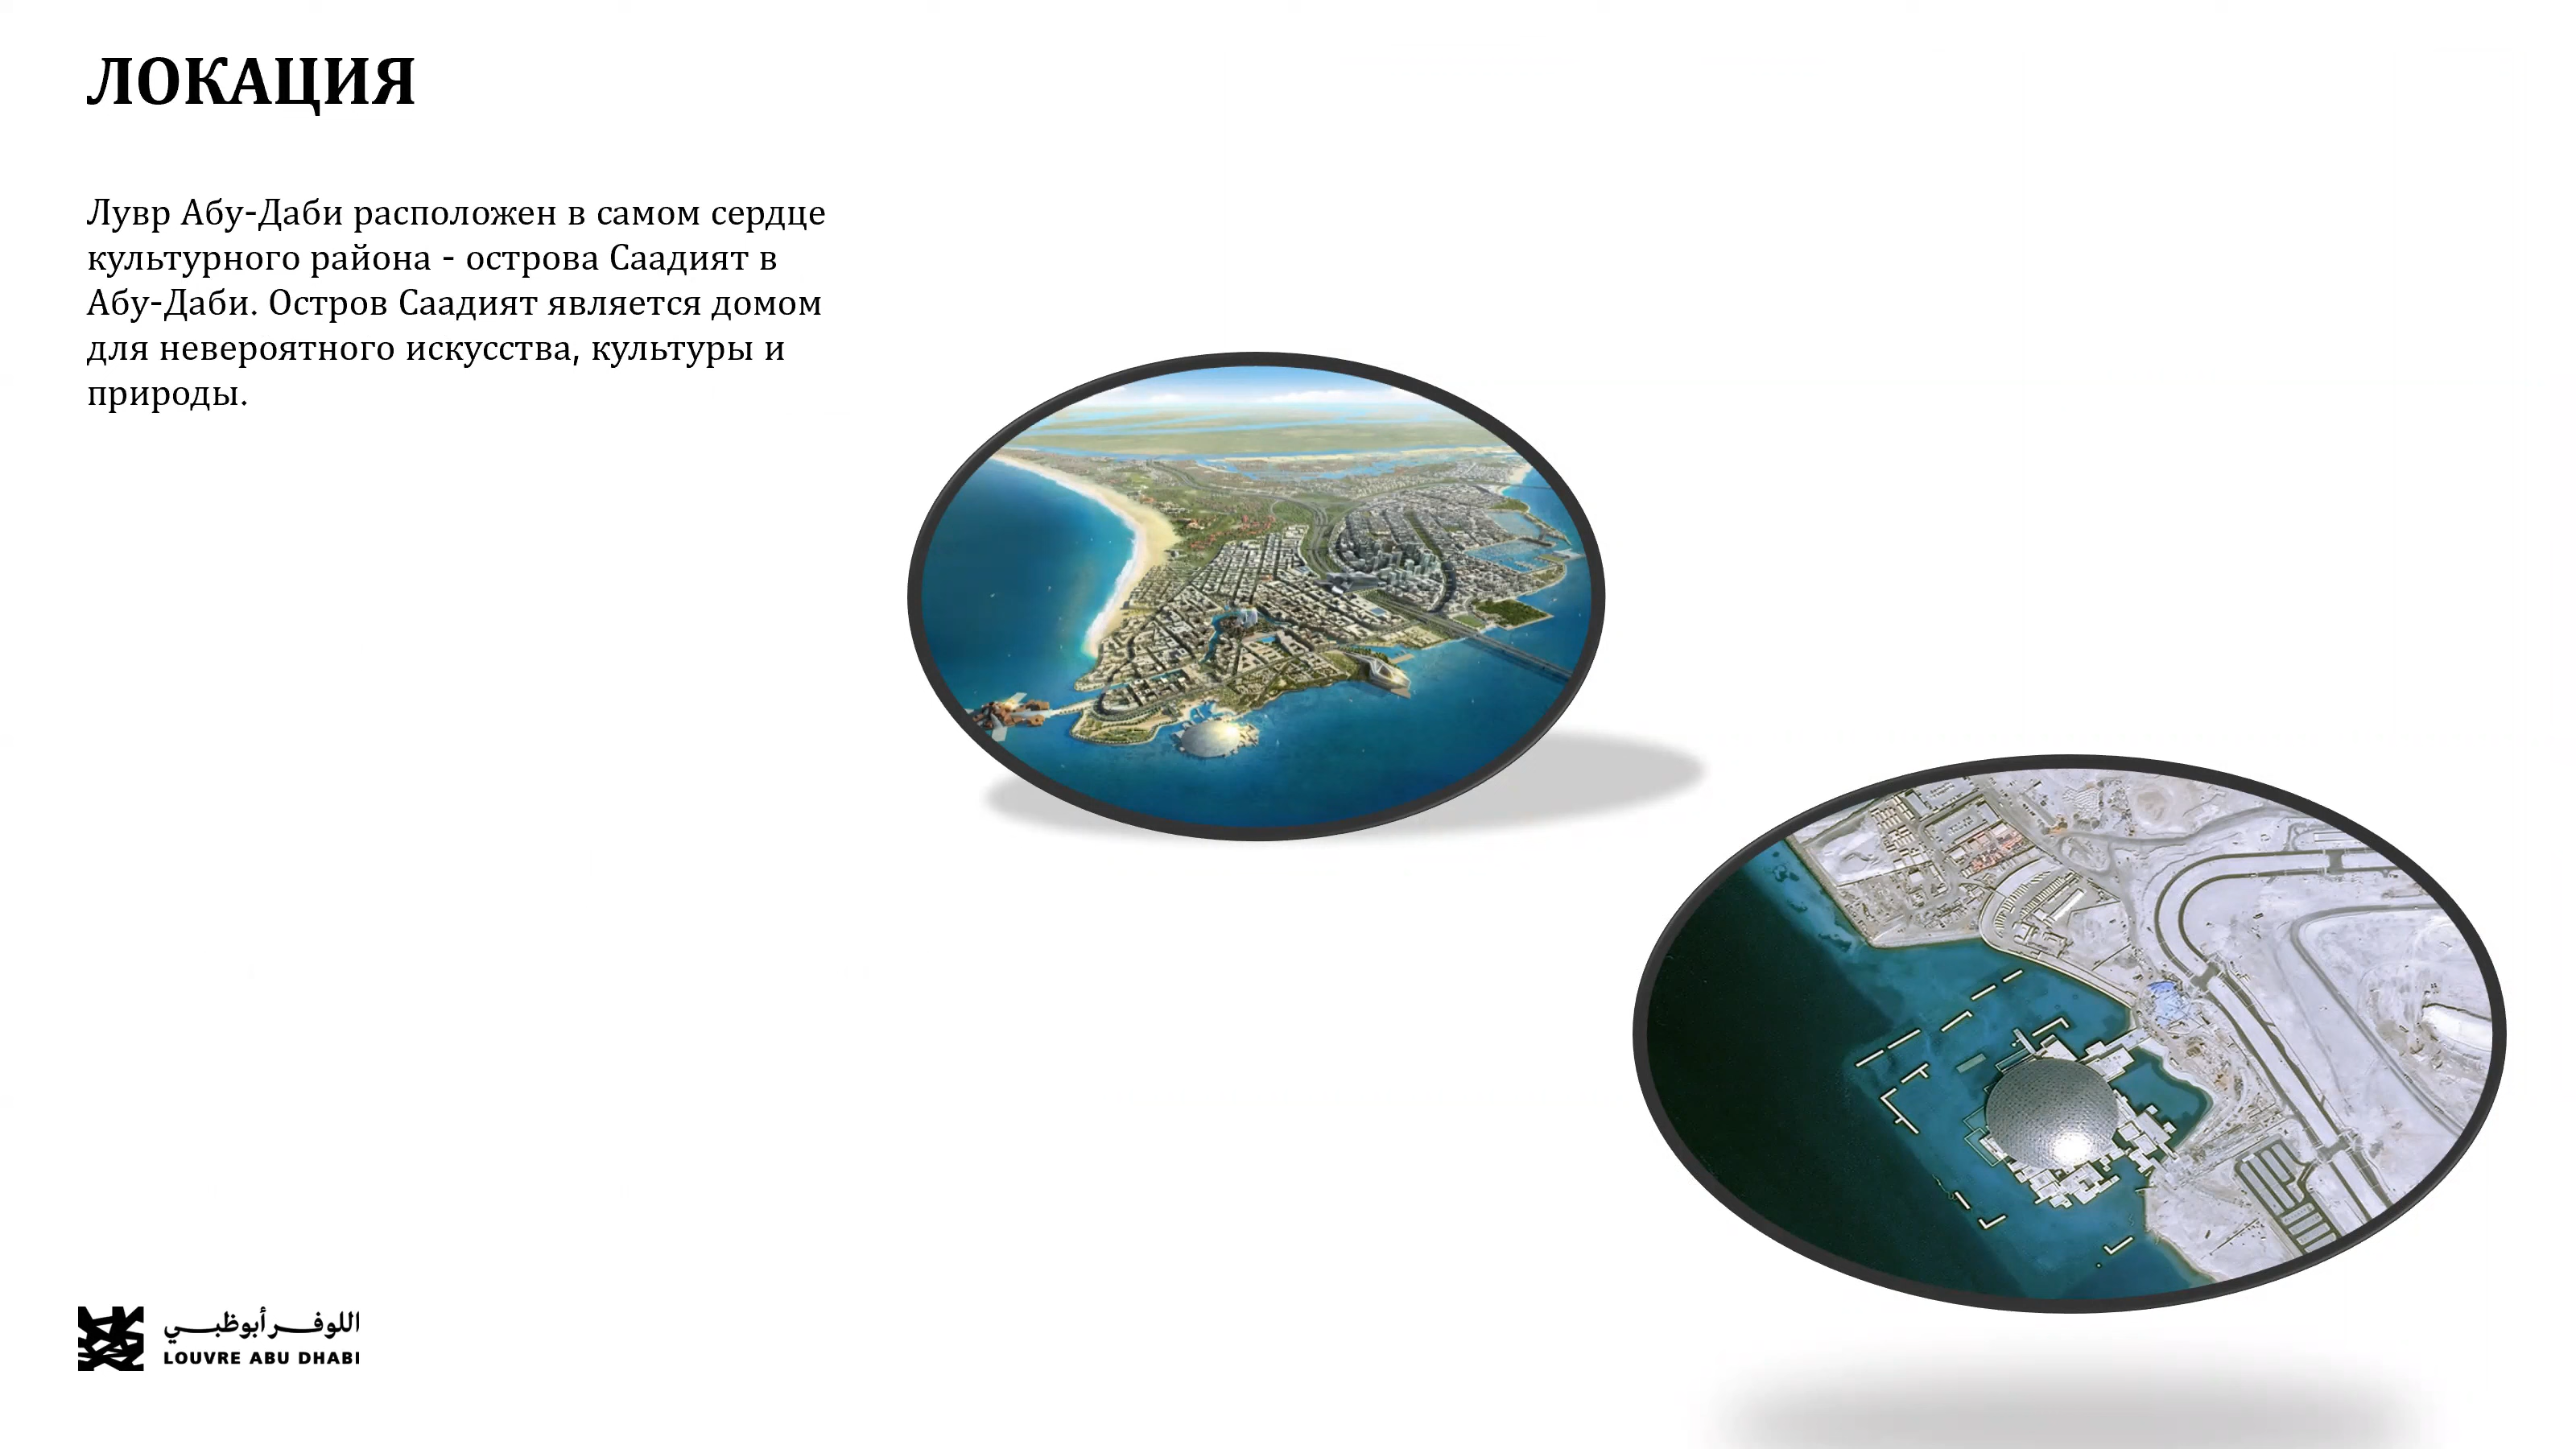 ЛОКАЦИЯ
Лувр Абу-Даби расположен в самом сердце
культурного района - острова Саадият в
Абу-Даби. Остров Саадият является домом
для невероятного искусства, культуры и
природы.
اللوفر أبوظبي
LOUVRE ABU DHABI